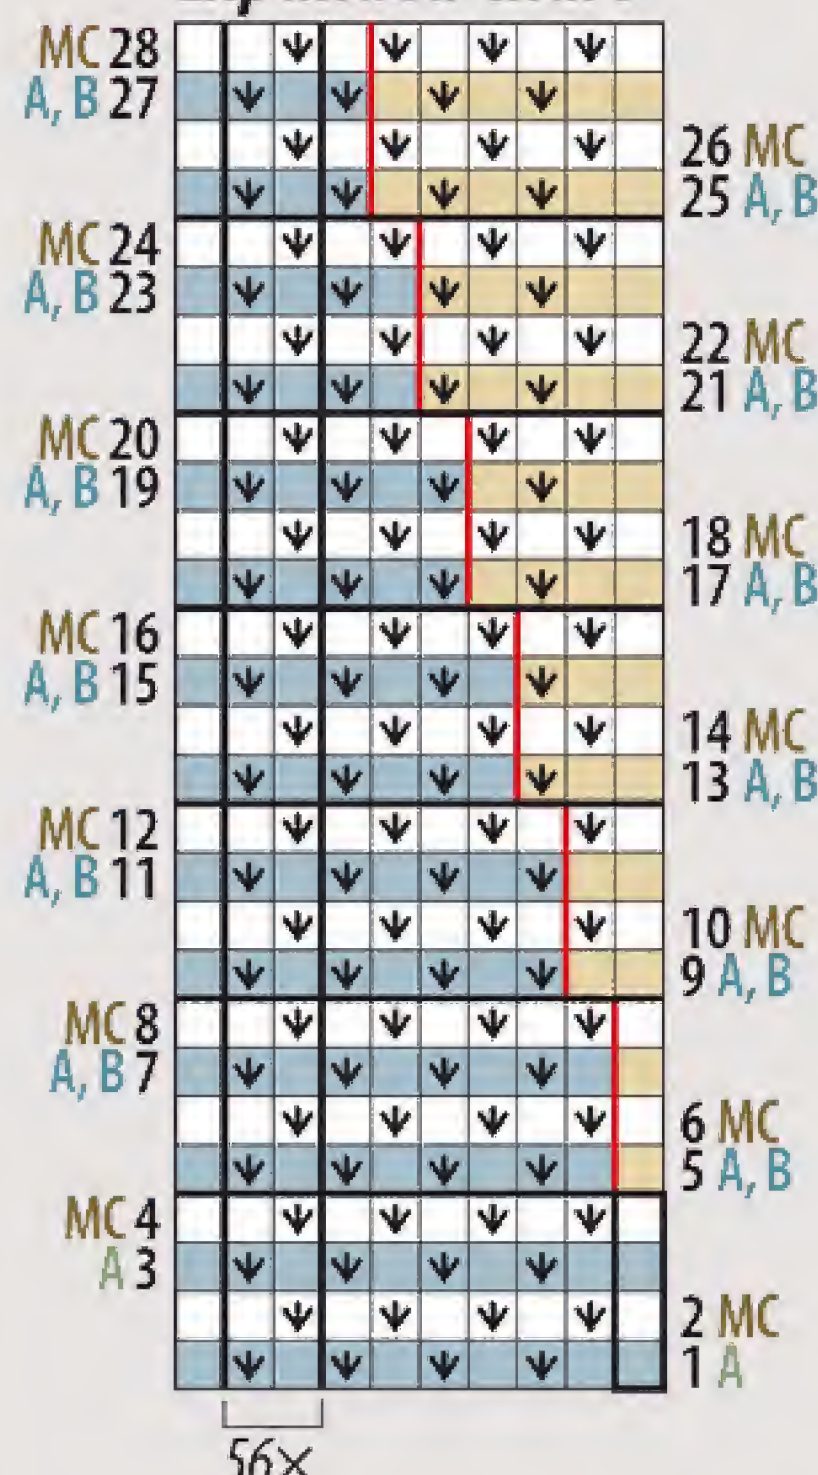 MC 28
A, B 27
26 MC
25 A, B
MC 24
A, B 23
22 MC
21 A, B
MC 20
A, B 19
18 MC
17 A, B
MC 16
A, B 15
14 MC
13 A, B
MC 12
A, B 11
10 MC
9 A, B
MC 8
A, B 7
6 MC
5 A, B
MC 4
A 3
2 MC
1 A
56×